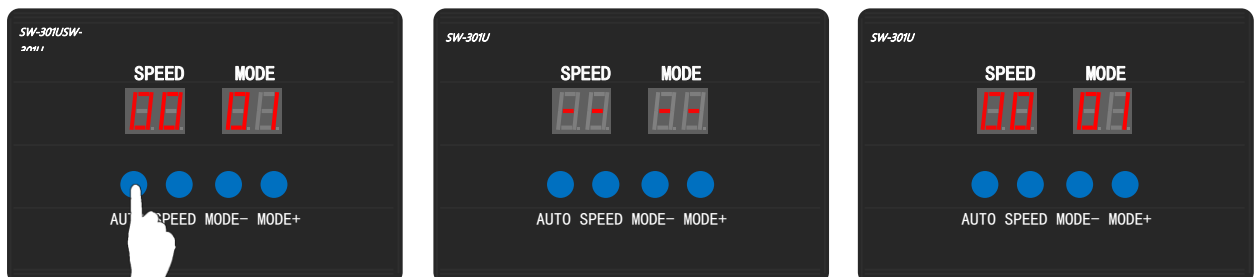 SW-301USW-
301U
SPEED MODE
00 01
AUTO SPEED MODE- MODE+
SW-301U
SPEED MODE
-- --
AUTO SPEED MODE- MODE+
SW-301U
SPEED MODE
00 01
AUTO SPEED MODE- MODE+